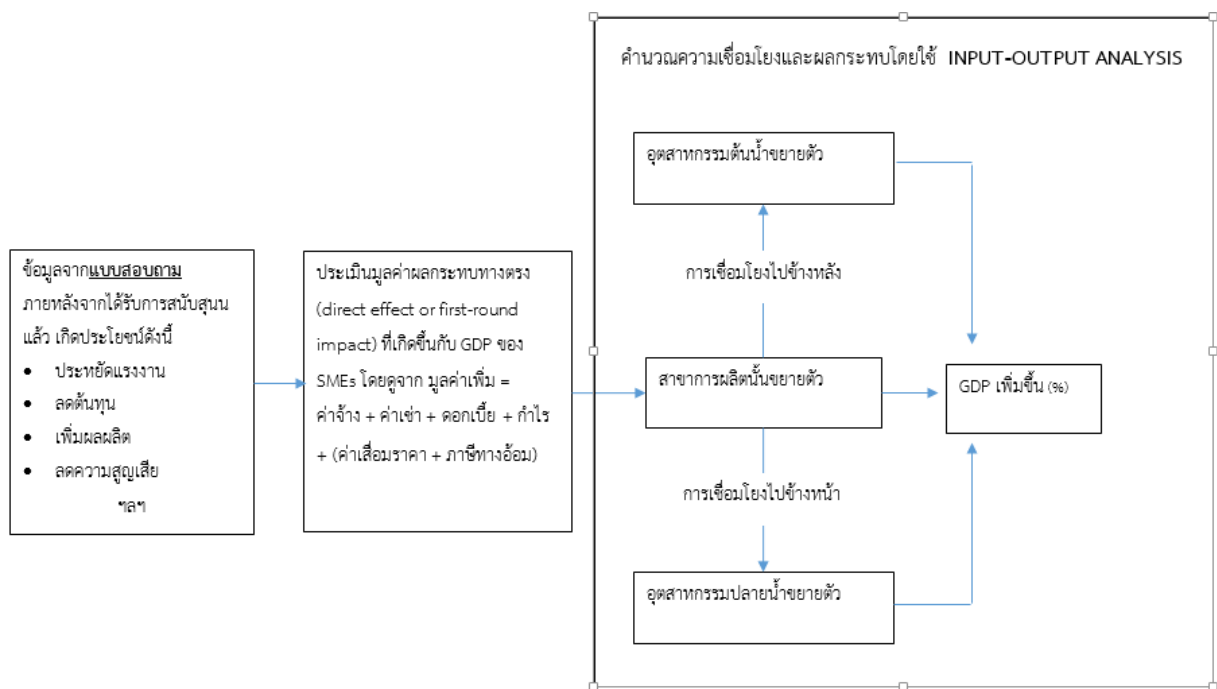 คำนวณความเชื่อมโยงและผลกระทบโดยใช้ INPUT-OUTPUT ANALYSIS
ข้อมูลจากแบบสอบถาม
ภายหลังจากได้รับการสนับสุนน
แล้ว เกิดประโยชน์ดังนี้
• ประหยัดแรงงาน
• ลดต้นทุน
• เพิ่มผลผลิต
• ลดความสูญเสีย
ฯลฯ
ประเมินมูลค่าผลกระทบทางตรง
(direct effect or first-round
impact) ที่เกิดขึ้นกับ GDP ของ
SMEs โดยดูจาก มูลค่าเพิ่ม =
ค่าจ้าง + ค่าเช่า + ดอกเบี้ย + กำไร
+ (ค่าเสื่อมราคา + ภาษีทางอ้อม)
อุตสาหกรรมต้นน้ำขยายตัว
การเชื่อมโยงไปข้างหลัง
สาขาการผลิตนั้นขยายตัว
การเชื่อมโยงไปข้างหน้า
อุตสาหกรรมปลายน้ำขยายตัว
GDP เพิ่มขึ้น (%)